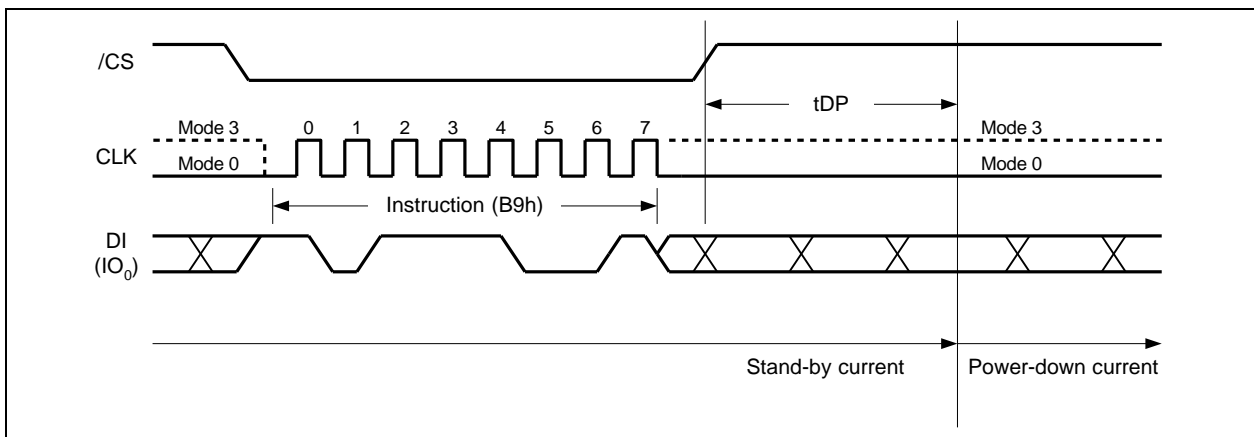 /CS
tDP
Mode 3 0 1 2 3 4 5 6 7 Mode 3
CLK
Mode 0 Mode 0
Instruction (B9h)
DI
(IO0)
Stand-by current Power-down current